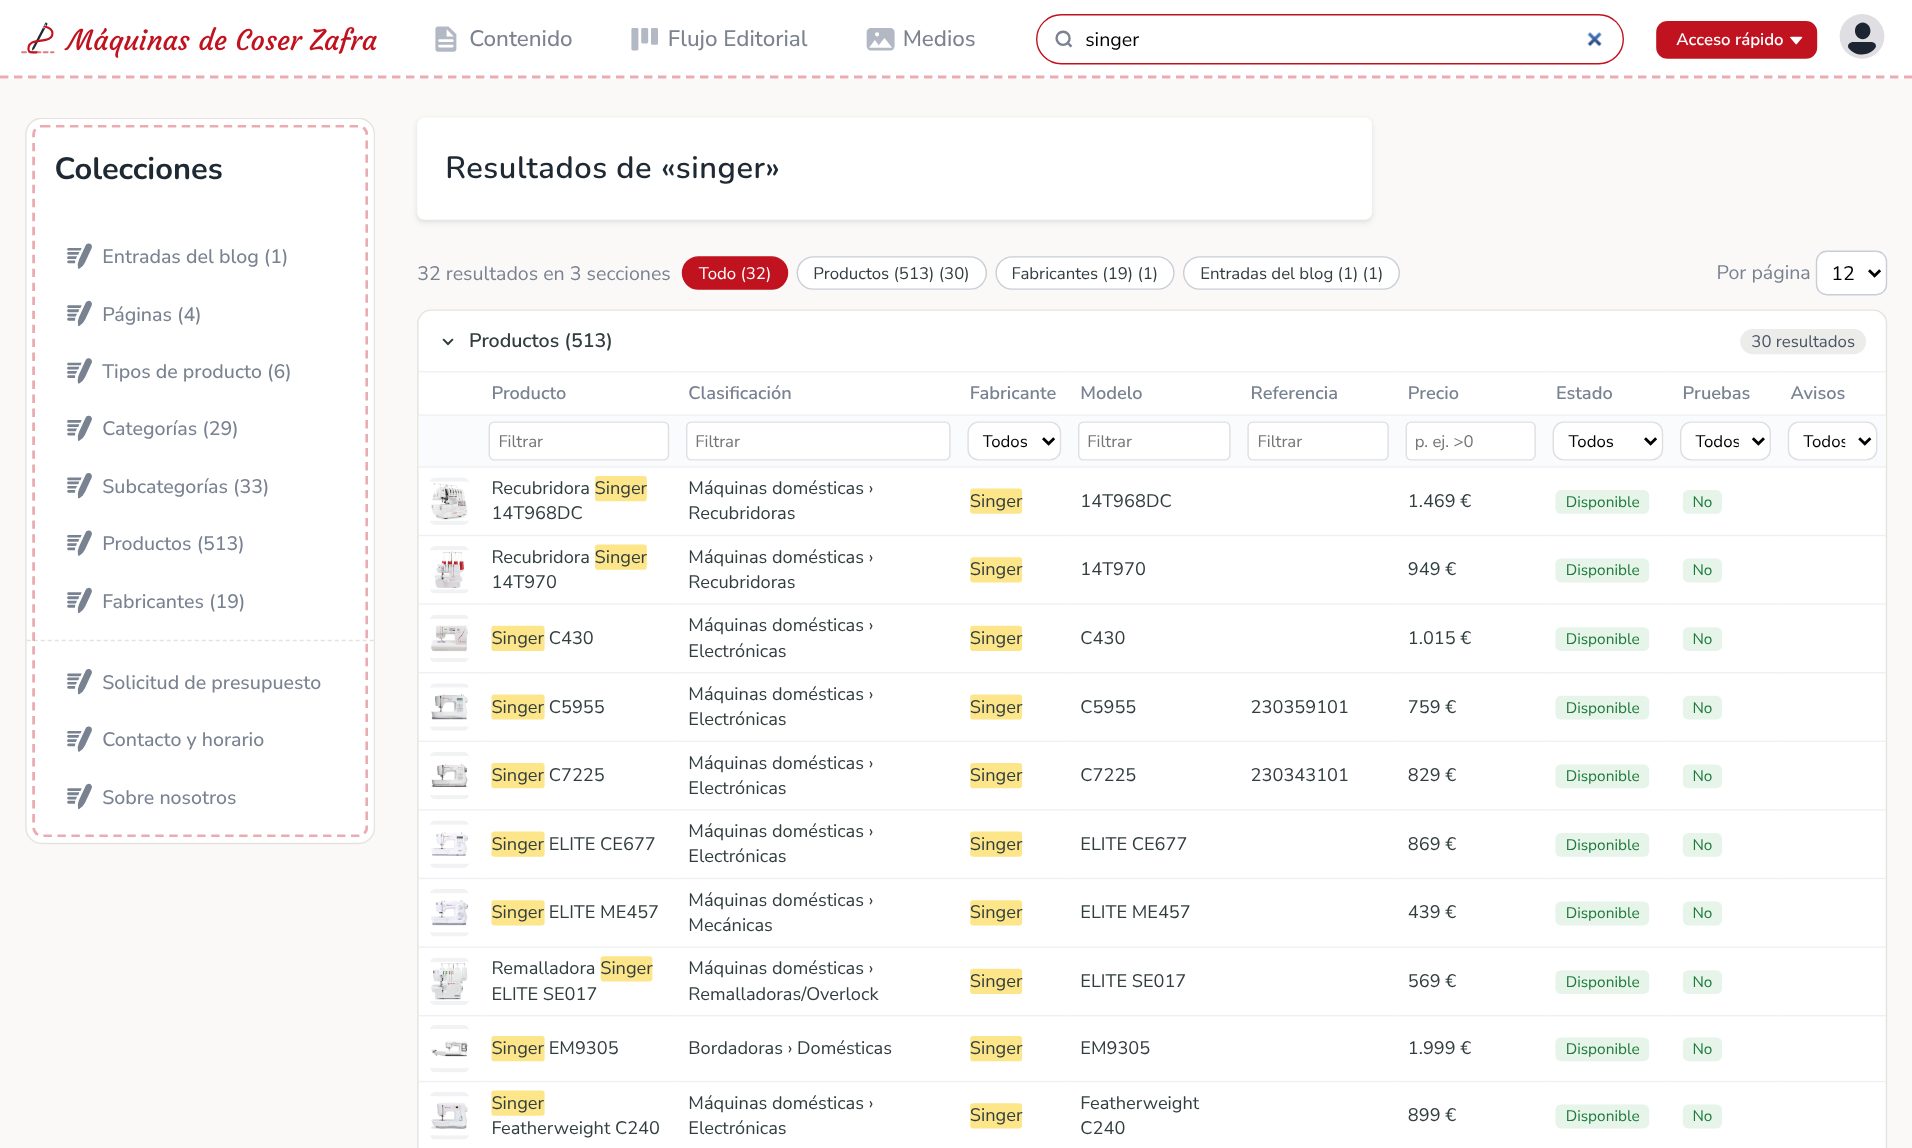 Máquinas de Coser Zafra
Contenido
Flujo Editorial
Medios
singer
Acceso rápido
Colecciones
Entradas del blog (1)
Páginas (4)
Tipos de producto (6)
Categorías (29)
Subcategorías (33)
Productos (513)
Fabricantes (19)
Solicitud de presupuesto
Contacto y horario
Sobre nosotros
Resultados de «singer»
32 resultados en 3 secciones Todo (32) Productos (513) (30) Fabricantes (19) (1) Entradas del blog (1) (1) Por página 12
Productos (513) 30 resultados
Producto Clasificación Fabricante Modelo Referencia Precio Estado Pruebas Avisos
Filtrar Filtrar Todos Filtrar Filtrar p. ej. >0 Todos Todos Todos
Recubridora Singer 
14T968DC
Máquinas domésticas ›
Recubridoras
Singer 14T968DC 1.469 € Disponible No
Recubridora Singer
14T970
Máquinas domésticas ›
Recubridoras
Singer 14T970 949 € Disponible No
Singer C430
Máquinas domésticas ›
Electrónicas
Singer C430 1.015 € Disponible No
Singer C5955
Máquinas domésticas ›
Electrónicas
Singer C5955 230359101 759 € Disponible No
Singer C7225
Máquinas domésticas ›
Electrónicas
Singer C7225 230343101 829 € Disponible No
Singer ELITE CE677
Máquinas domésticas ›
Electrónicas
Singer ELITE CE677 869 € Disponible No
Singer ELITE ME457
Máquinas domésticas ›
Mecánicas
Singer ELITE ME457 439 € Disponible No
Remalladora Singer
ELITE SE017
Máquinas domésticas ›
Remalladoras/Overlock
Singer ELITE SE017 569 € Disponible No
Singer EM9305 Bordadoras › Domésticas Singer EM9305 1.999 € Disponible No
Singer
Featherweight C240
Máquinas domésticas ›
Electrónicas
Singer
Featherweight
C240
899 € Disponible No